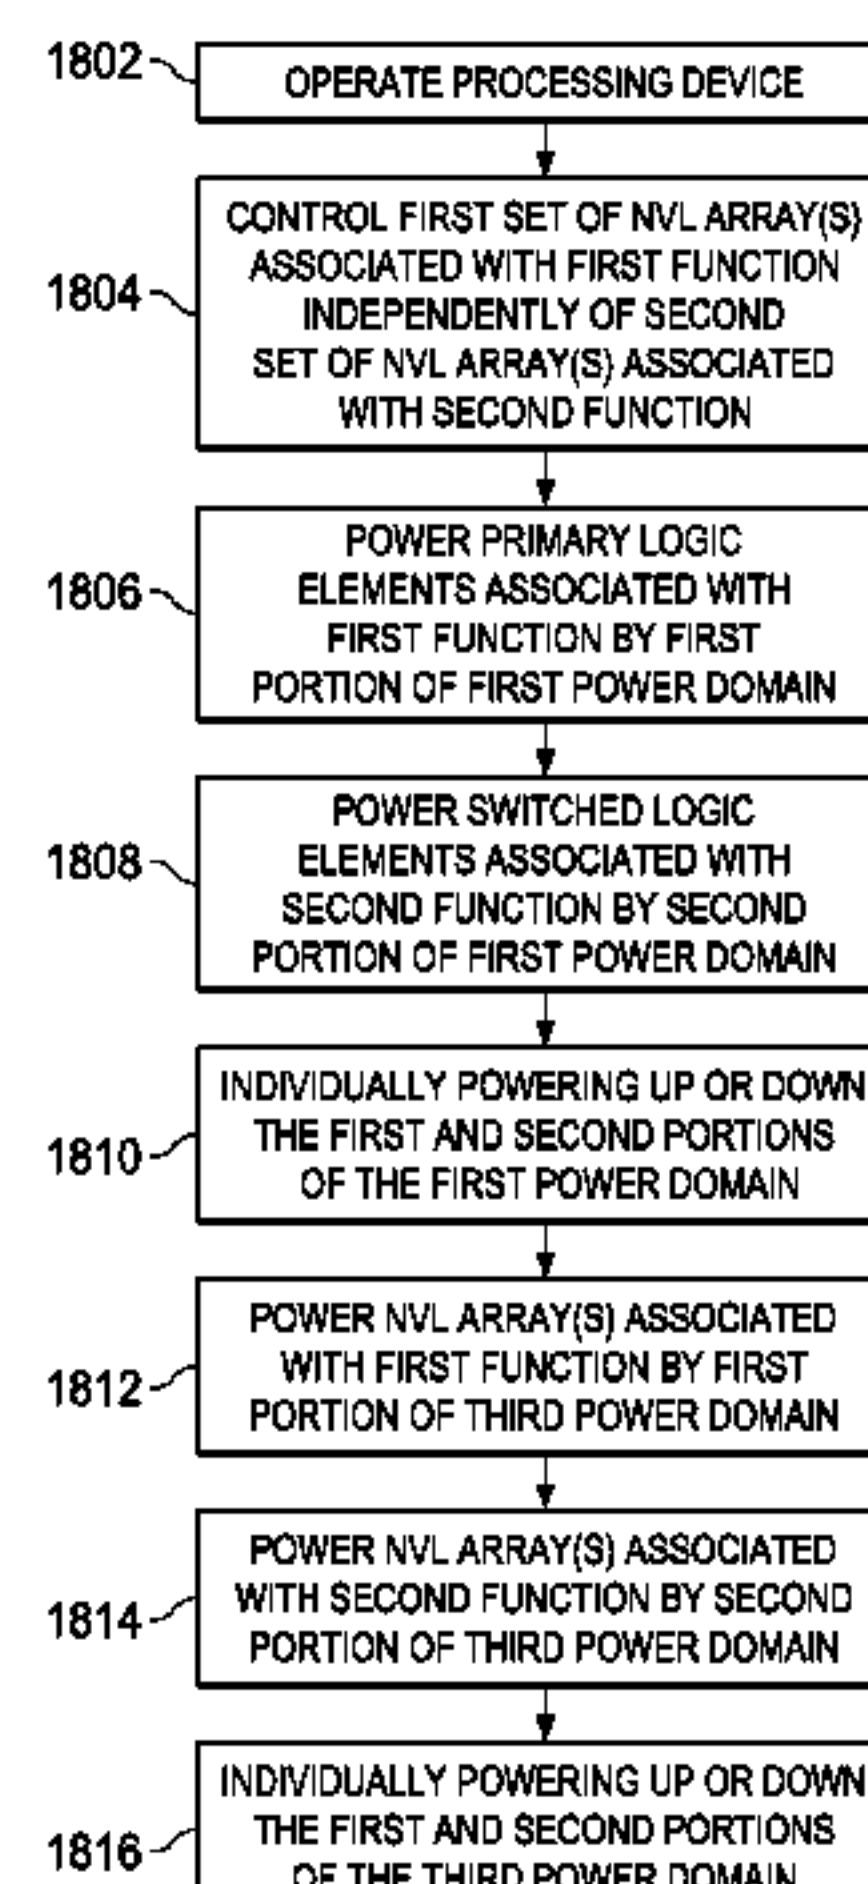 1802
OPERATE PROCESSING DEVICE
1804
CONTROL FIRST SET OF NVL ARRAY(S)
ASSOCIATED WITH FIRST FUNCTION
INDEPENDENTLY OF SECOND
SET OF NVL ARRAY(S) ASSOCIATED
WITH SECOND FUNCTION
1806
POWER PRIMARY LOGIC
ELEMENTS ASSOCIATED WITH
FIRST FUNCTION BY FIRST
PORTION OF FIRST POWER DOMAIN
1808
POWER SWITCHED LOGIC
ELEMENTS ASSOCIATED WITH
SECOND FUNCTION BY SECOND
PORTION OF FIRST POWER DOMAIN
1810
INDIVIDUALLY POWERING UP OR DOWN
THE FIRST AND SECOND PORTIONS
OF THE FIRST POWER DOMAIN
1812
POWER NVL ARRAY(S) ASSOCIATED
WITH FIRST FUNCTION BY FIRST
PORTION OF THIRD POWER DOMAIN
1814
POWER NVL ARRAY(S) ASSOCIATED
WITH SECOND FUNCTION BY SECOND
PORTION OF THIRD POWER DOMAIN
1816
INDIVIDUALLY POWERING UP OR DOWN
THE FIRST AND SECOND PORTIONS
OF THE THIRD POWER DOMAIN